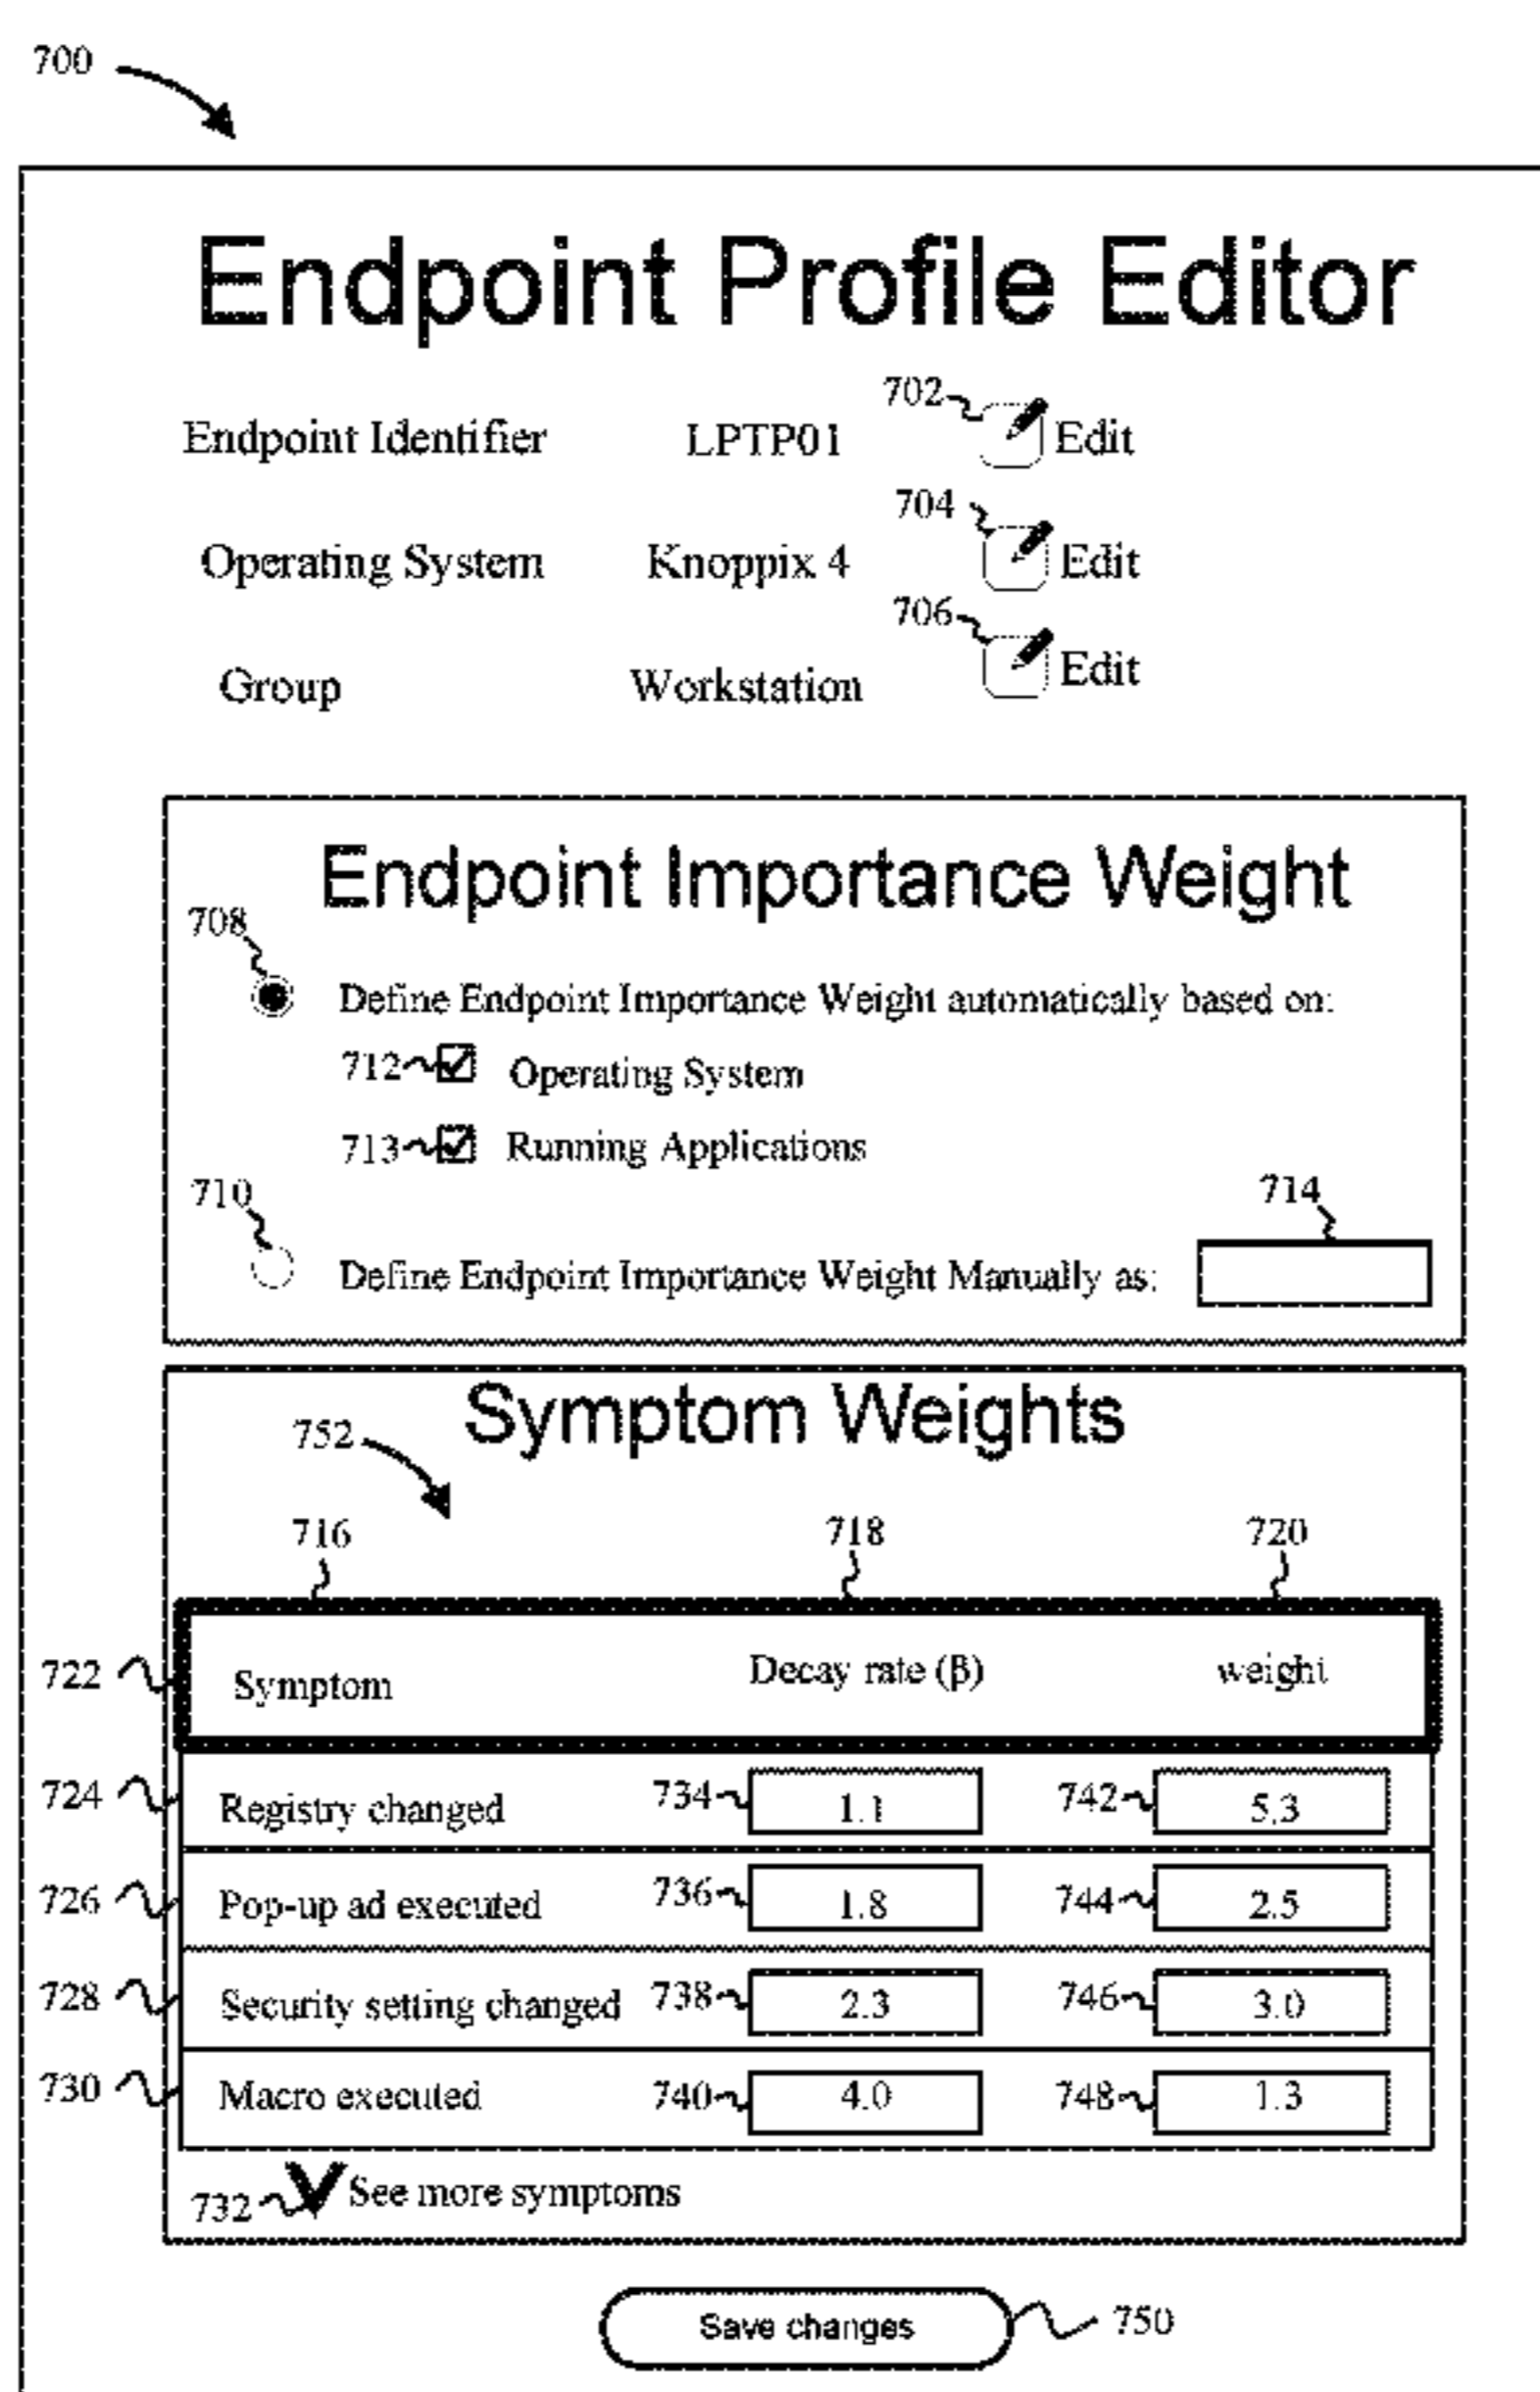 700
Endpoint Profile Editor
702
Endpoint Identifier LPTP01 Edit
704
Operating System Knoppix 4 Edit
706
Group Workstation Edit
Endpoint Importance Weight
708
Define Endpoint Importance Weight automatically based on:
712 Operating System
713 Running Applications
710 714
Define Endpoint Importance Weight Manually as:
Symptom Weights
752
716 718 720
722 Symptom Decay rate (β) weight
724 Registry changed 734 1.1 742 5.3
726 Pop-up ad executed 736 1.8 744 2.5
728 Security setting changed 738 2.3 746 3.0
730 Macro executed 740 4.0 748 1.3
732 See more symptoms
Save changes 750